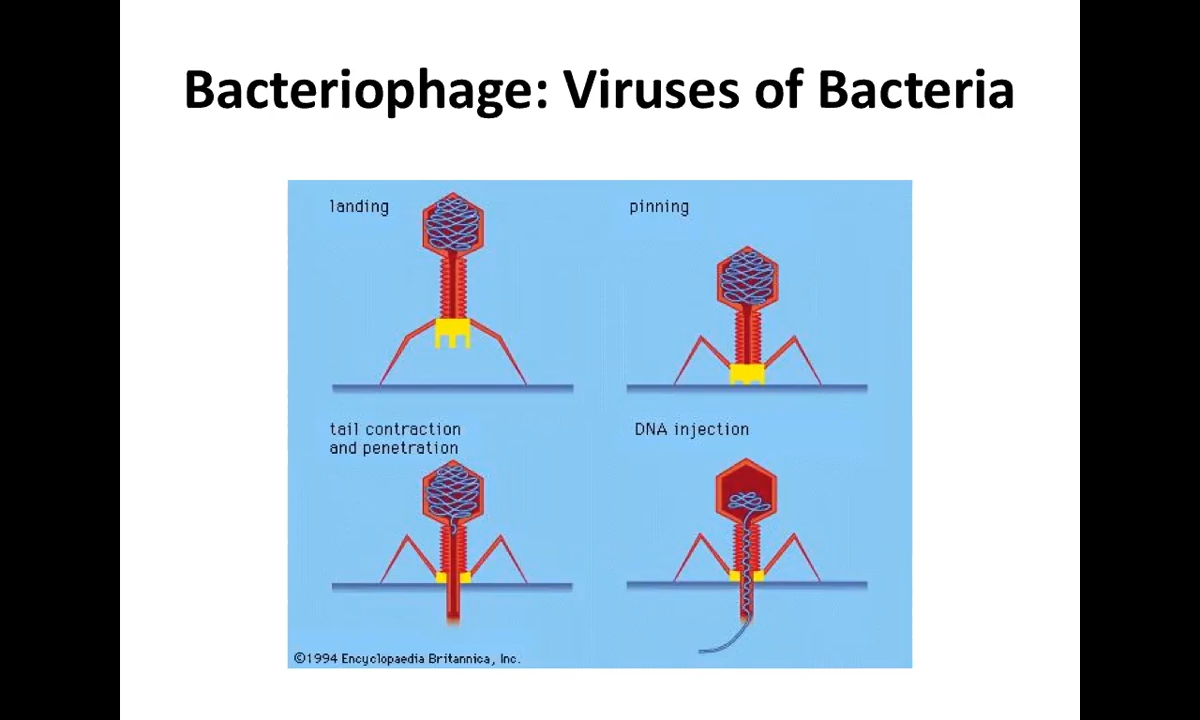 Bacteriophage: Viruses of Bacteria
landing
pinning
tail contraction
and penetration
DNA injection
©1994 Encyclopaedia Britannica, Inc.